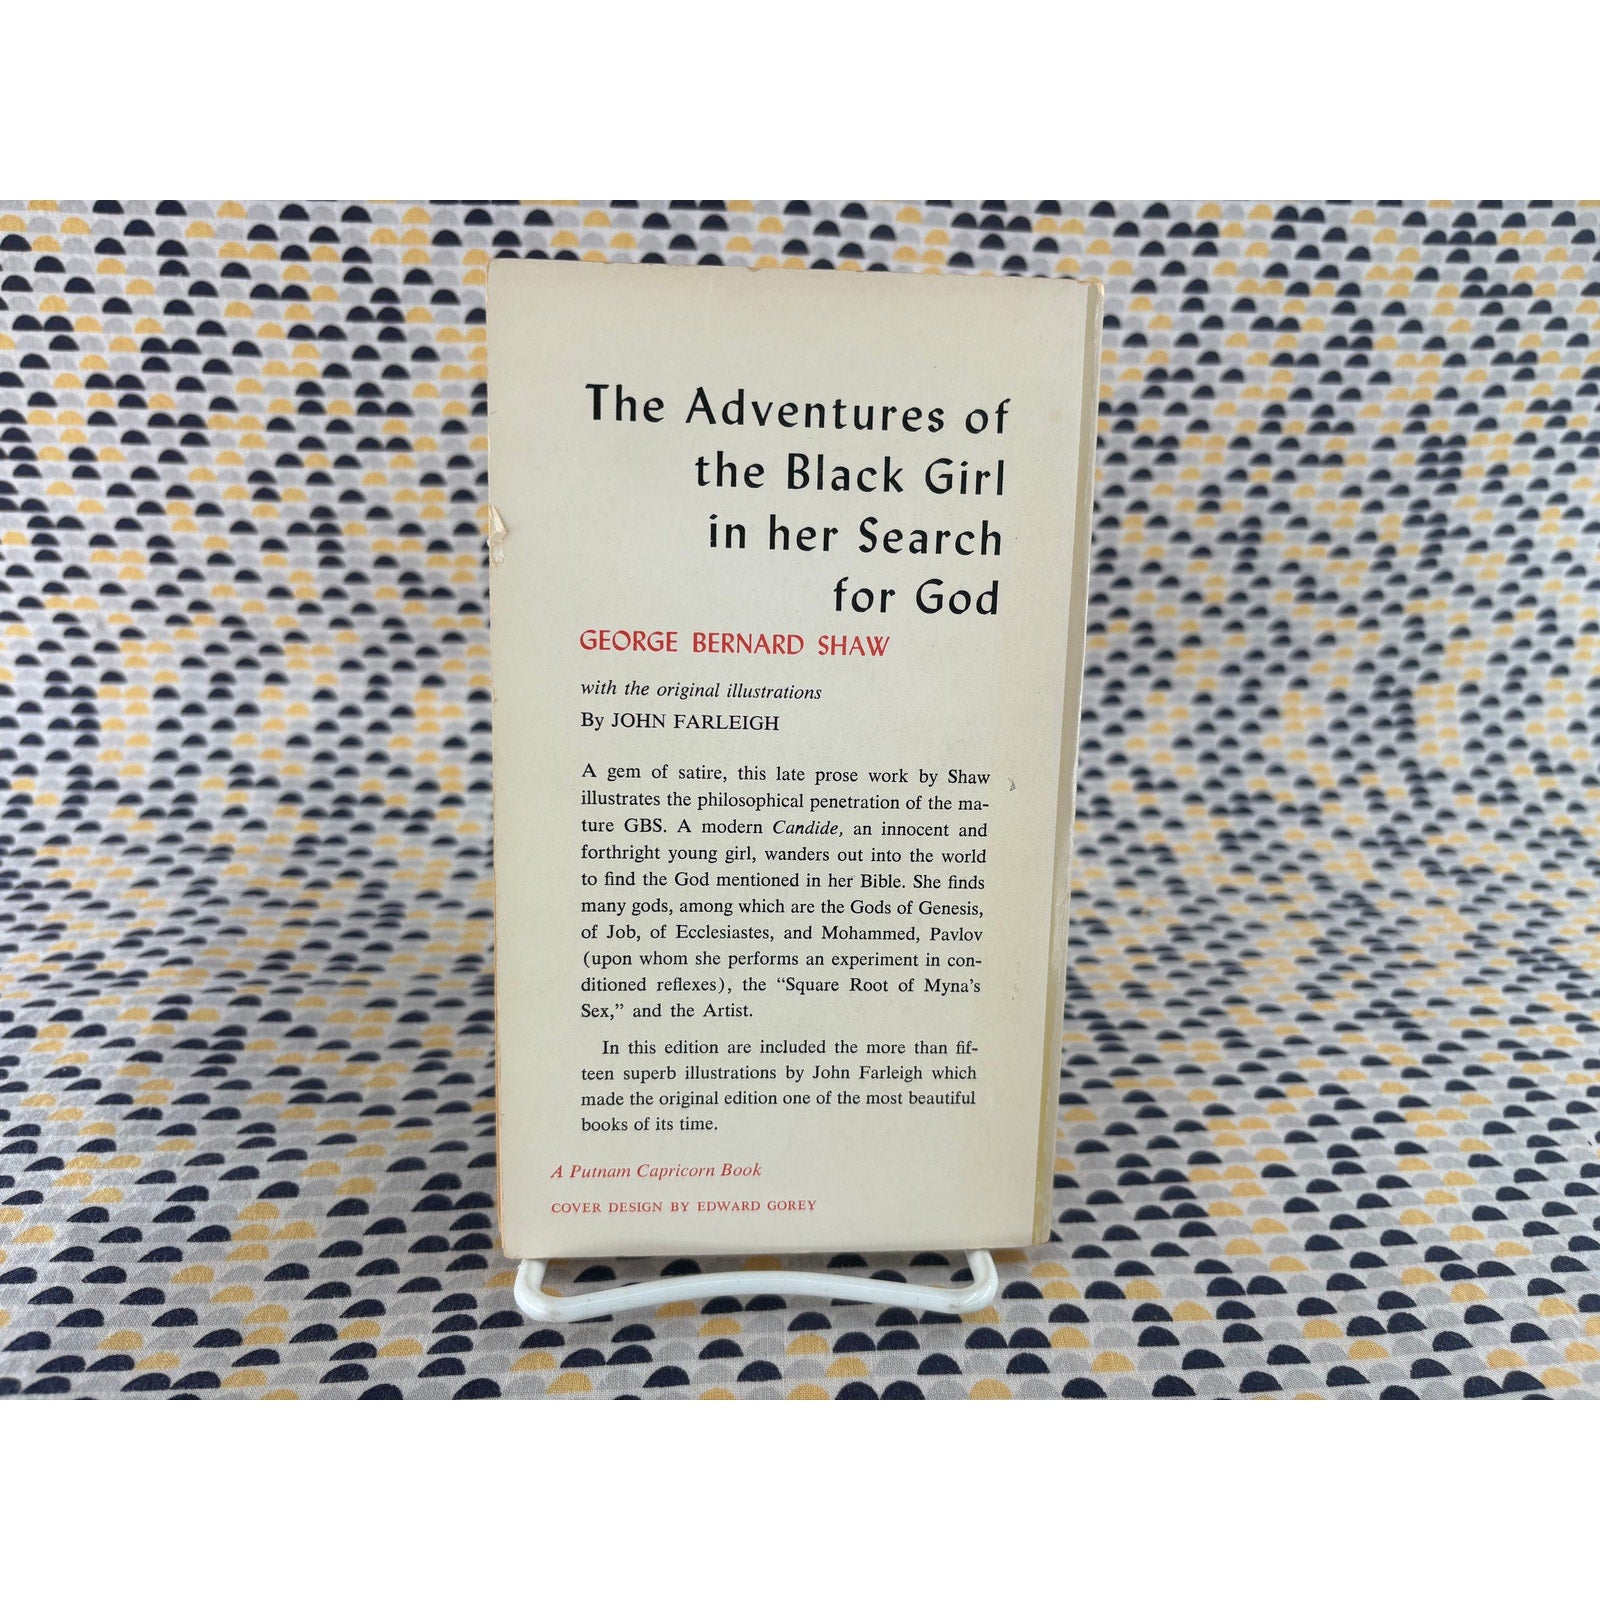 The Adventures of
the Black Girl
in her Search
for God
GEORGE BERNARD SHAW
with the original illustrations
By JOHN FARLEIGH
A gem of satire, this late prose work by Shaw
illustrates the philosophical penetration of the ma-
ture GBS. A modern Candide, an innocent and
forthright young girl, wanders out into the world
to find the God mentioned in her Bible. She finds
many gods, among which are the Gods of Genesis,
of Job, of Ecclesiastes, and Mohammed, Pavlov
(upon whom she performs an experiment in con-
ditioned reflexes), the “Square Root of Myna’s
Sex,” and the Artist.
In this edition are included the more than fif-
teen superb illustrations by John Farleigh which
made the original edition one of the most beautiful
books of its time.
A Putnam Capricorn Book
COVER DESIGN BY EDWARD GOREY